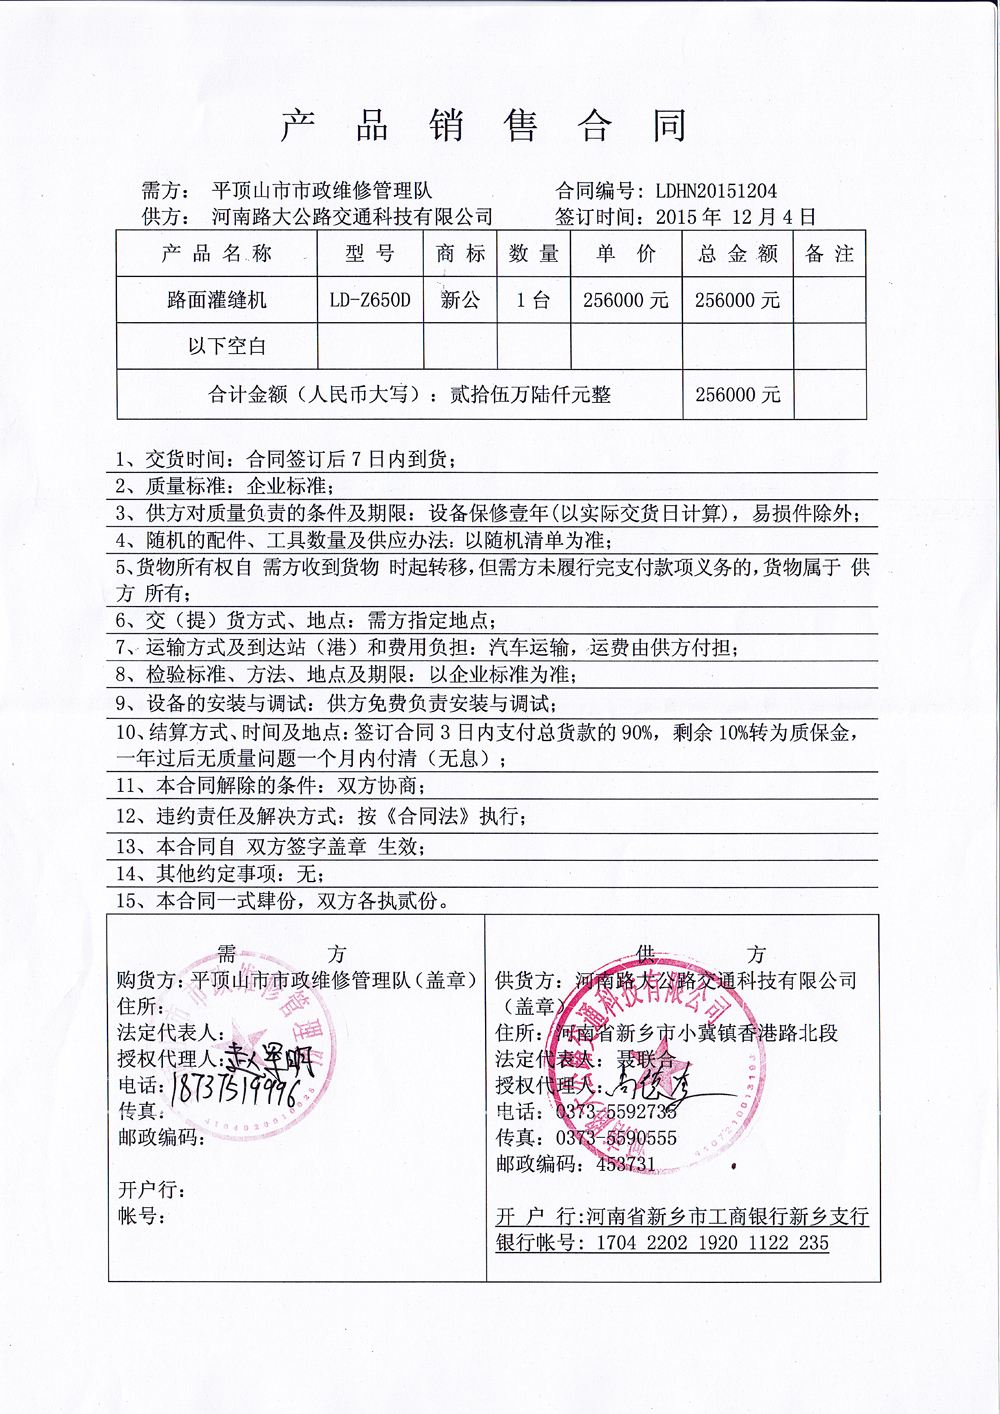 产品销售合同
需方： 平顶山市市政维修管理队 合同编号: LDHN20151204
供方： 河南路大公路交通科技有限公司 签订时间：2015年 12月4日
产品名称 型号 商标 数量 单价 总金额 备注
路面灌缝机 LD-Z650D 新公 1台 256000元 256000元
以下空白
合计金额（人民币大写）：贰拾伍万陆仟元整 256000元
1、交货时间：合同签订后7日内到货；
2、质量标准：企业标准；
3、供方对质量负责的条件及期限：设备保修壹年(以实际交货日计算)，易损件除外；
4、随机的配件、工具数量及供应办法：以随机清单为准；
5、货物所有权自 需方收到货物 时起转移，但需方未履行完支付款项义务的，货物属于 供
方 所有；
6、交（提）货方式、地点：需方指定地点；
7、运输方式及到达站（港）和费用负担：汽车运输，运费由供方付担；
8、检验标准、方法、地点及期限：以企业标准为准；
9、设备的安装与调试：供方免费负责安装与调试；
10、结算方式、时间及地点：签订合同3日内支付总货款的90%，剩余10%转为质保金，
一年过后无质量问题一个月内付清（无息）；
11、本合同解除的条件：双方协商；
12、违约责任及解决方式：按《合同法》执行；
13、本合同自 双方签字盖章 生效；
14、其他约定事项：无；
15、本合同一式肆份，双方各执贰份。
需方
购货方：平顶山市市政维修管理队（盖章）
住所：
法定代表人：
授权代理人：
电话：18737519996
传真：
邮政编码：
开户行：
帐号：
供方
供货方：河南路大公路交通科技有限公司
（盖章）
住所：河南省新乡市小冀镇香港路北段
法定代表人：聂联合
授权代理人：
电话：0373-5592735
传真：0373-5590555
邮政编码：453731
开户行:河南省新乡市工商银行新乡支行
银行帐号：1704 2202 1920 1122 235